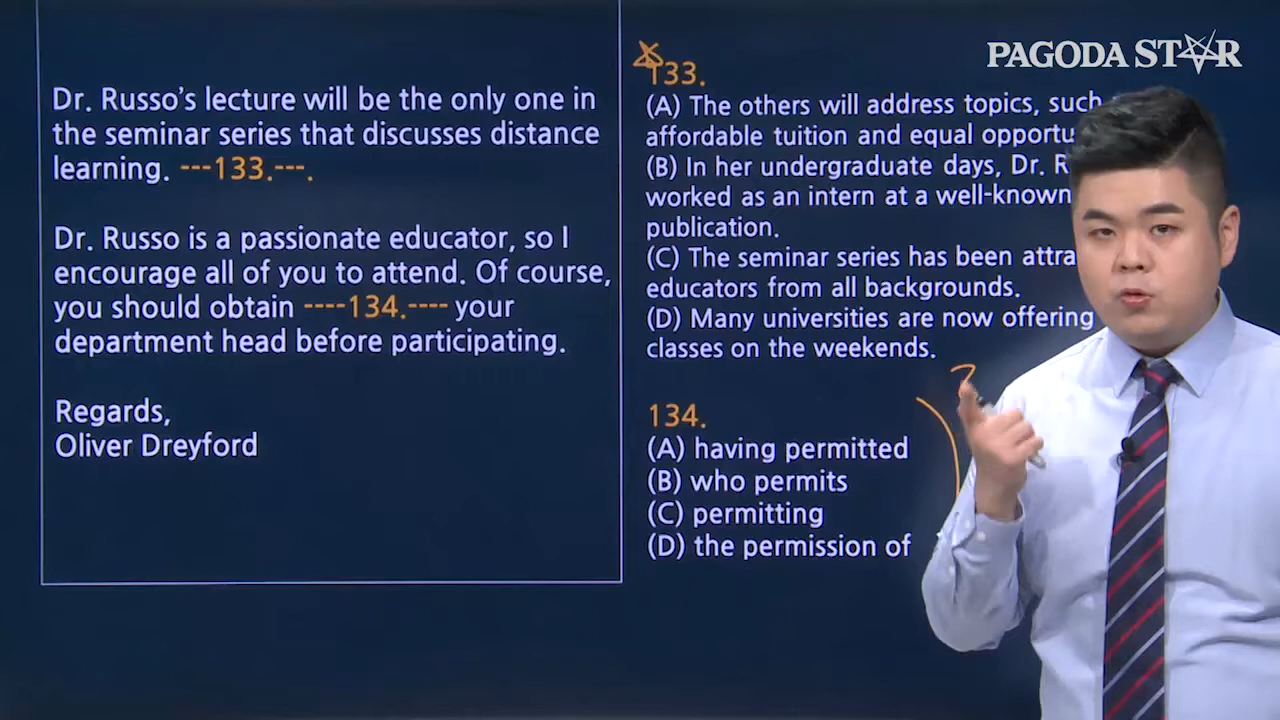 PAGODA STAR
Dr. Russo's lecture will be the only one in
the seminar series that discusses distance
learning. ---133.---.
Dr. Russo is a passionate educator, so I
encourage all of you to attend. Of course,
you should obtain ----134.---- your
department head before participating.
Regards,
Oliver Dreyford
133.
(A) The others will address topics, such
affordable tuition and equal
(B) In her undergraduate days, Dr.
worked as an intern at a well-known
publication.
(C) The seminar series has been
educators from all backgrounds.
(D) Many universities are now offering
classes on the weekends.
134.
(A) having permitted
(B) who permits
(C) permitting
(D) the permission of